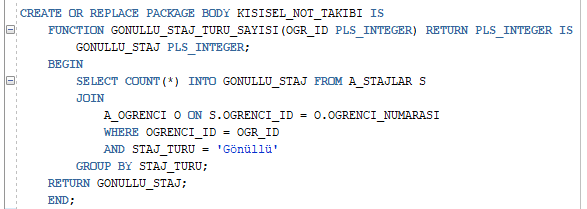 CREATE OR REPLACE PACKAGE BODY KISISEL_NOT_TAKIBI IS
FUNCTION GONULLU_STAJ_TURU_SAYISI(OGR_ID PLS_INTEGER) RETURN PLS_INTEGER IS
GONULLU_STAJ PLS_INTEGER;
BEGIN
SELECT COUNT(*) INTO GONULLU_STAJ FROM A_STAJLAR S
JOIN
A_OGRENCI O ON S.OGRENCI_ID = O.OGRENCI_NUMARASI
WHERE OGRENCI_ID = OGR_ID
AND STAJ_TURU = 'Gönüllü'
GROUP BY STAJ_TURU;
RETURN GONULLU_STAJ;
END;